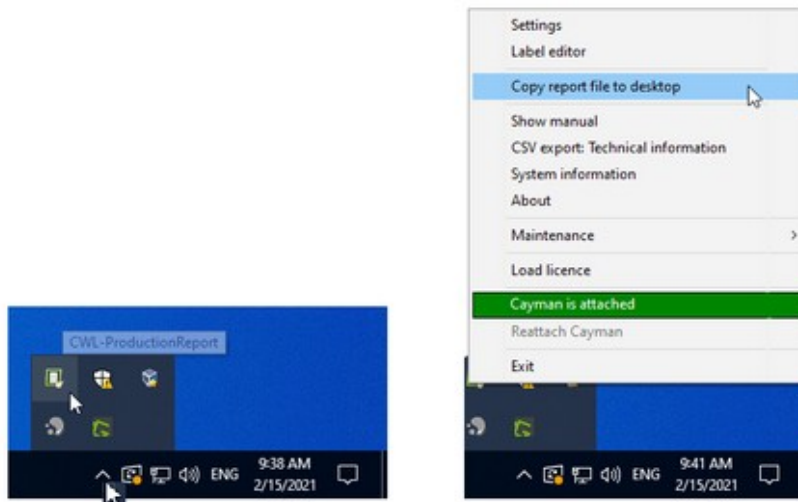 CWL-ProductionReport
ENG
9:38 AM
2/15/2021
Settings
Label editor
Copy report file to desktop
Show manual
CSV export: Technical information
System information
About
Maintenance
Load licence
Cayman is attached
Reattach Cayman
Exit
ENG
9:41 AM
2/15/2021